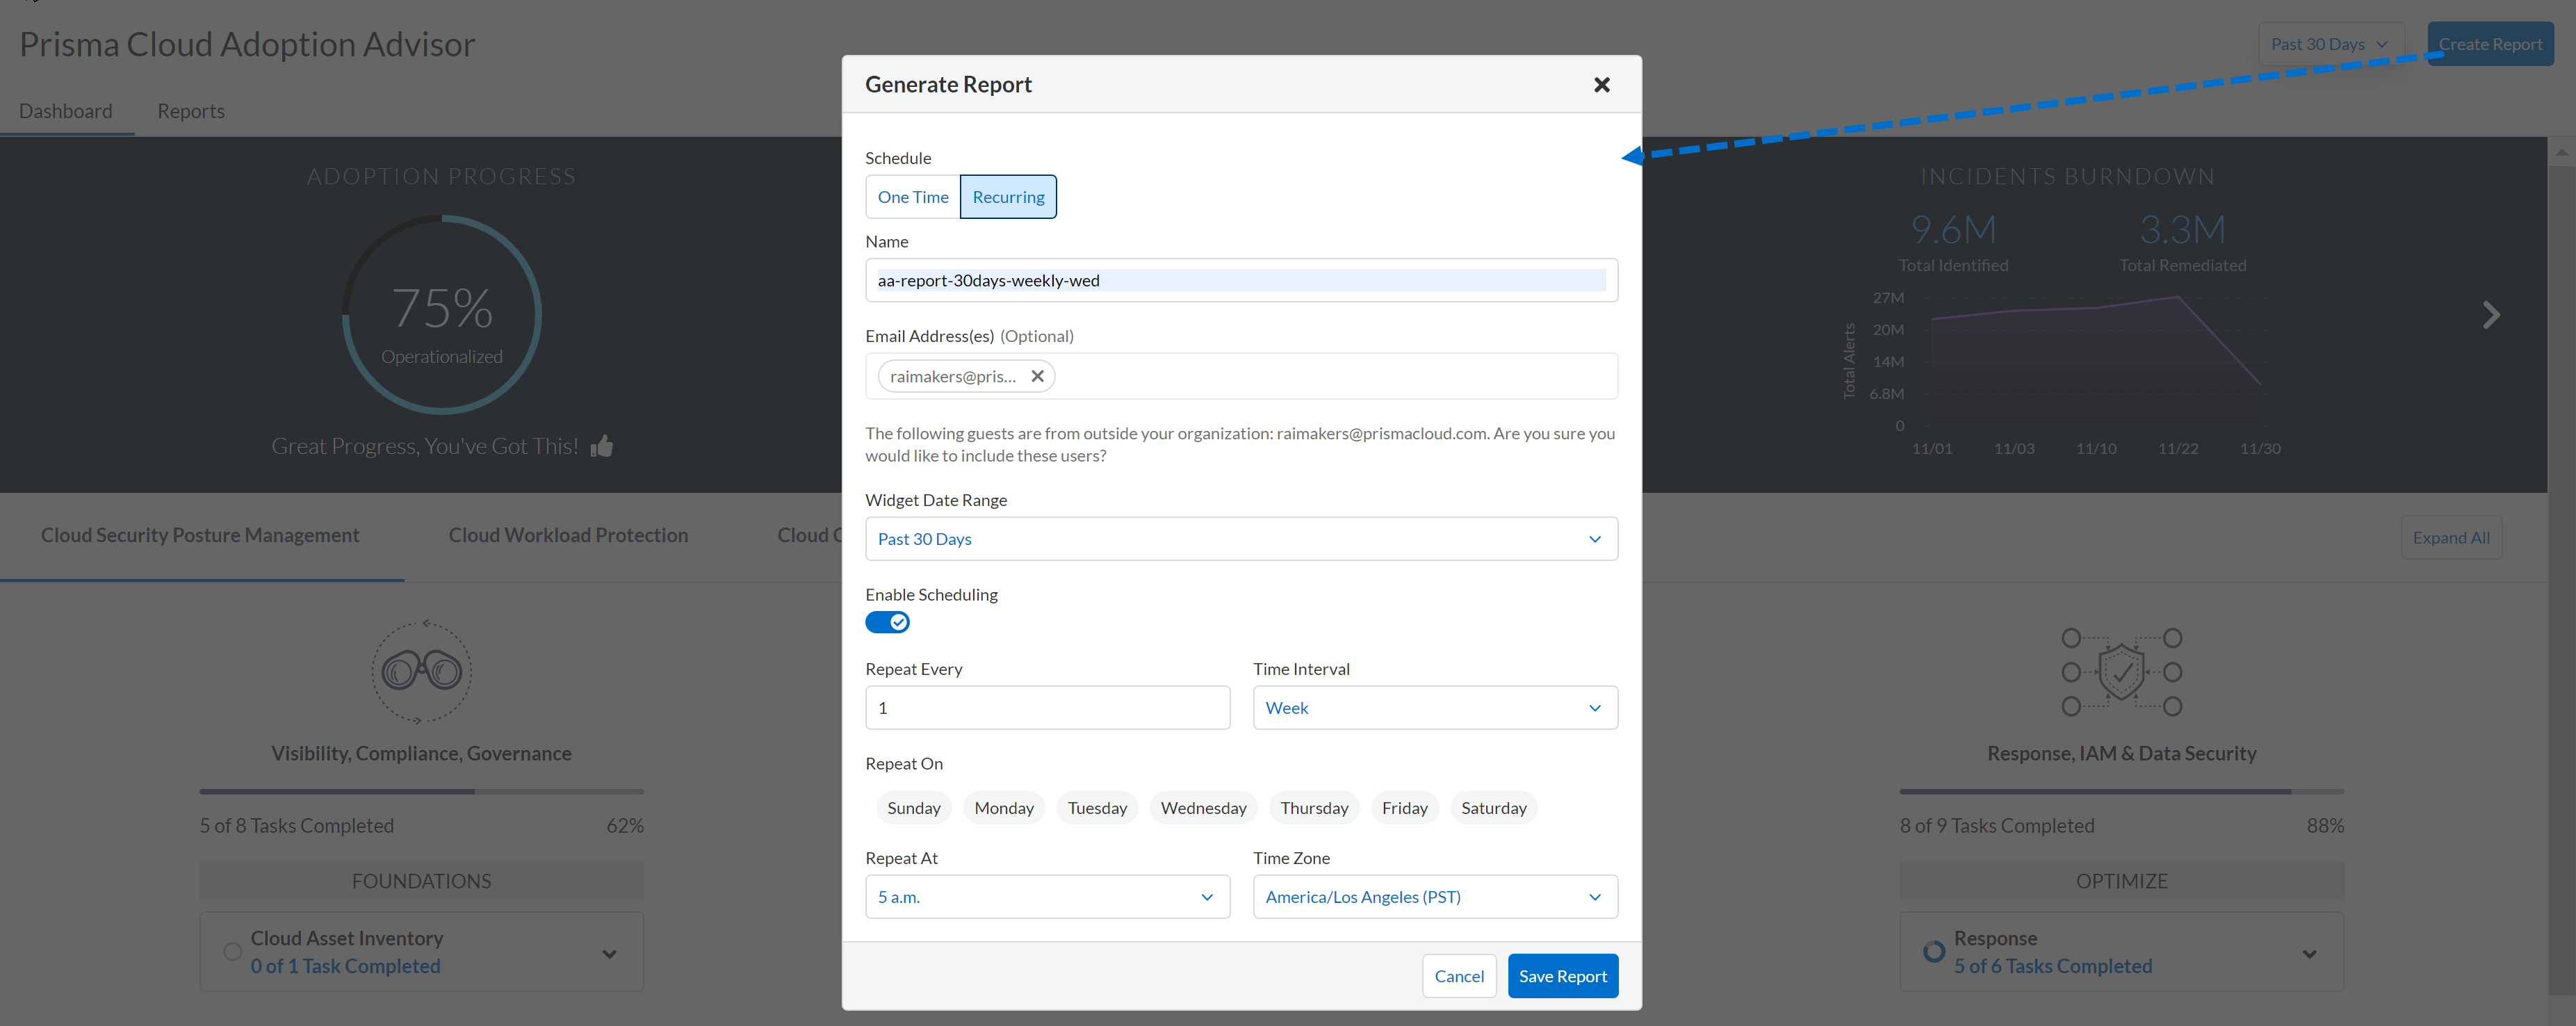 Prisma Cloud Adoption Advisor
Past 30 Days
Create Report
Dashboard
Reports
ADOPTION PROGRESS
75%
Operationalized
Great Progress, You've Got This!
Generate Report
Schedule
One Time
Recurring
Name
aa-report-30days-weekly-wed
Email Address(es) (Optional)
raimakers@pris...
The following guests are from outside your organization: raimakers@prismacloud.com. Are you sure you
would like to include these users?
Widget Date Range
Past 30 Days
Enable Scheduling
Repeat Every
Time Interval
1
Week
Repeat On
Sunday
Monday
Tuesday
Wednesday
Thursday
Friday
Saturday
Repeat At
Time Zone
5 a.m.
America/Los Angeles (PST)
Cancel
Save Report
INCIDENTS BURNDOWN
9.6M
3.3M
Total Identified
Total Remediated
Total Alerts
27M
20M
14M
6.8M
0
11/01
11/03
11/10
11/22
11/30
Cloud Security Posture Management
Cloud Workload Protection
Cloud
Expand All
Visibility, Compliance, Governance
5 of 8 Tasks Completed
62%
FOUNDATIONS
Cloud Asset Inventory
0 of 1 Task Completed
Response, IAM & Data Security
8 of 9 Tasks Completed
88%
OPTIMIZE
Response
5 of 6 Tasks Completed